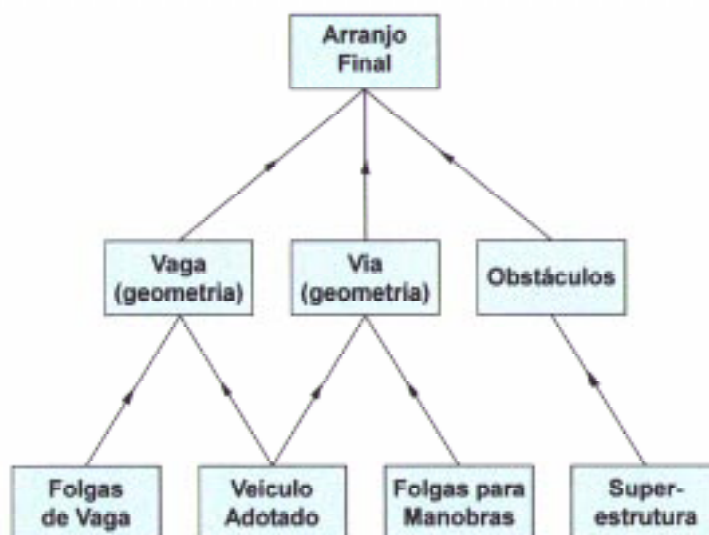 Arranjo
Final
Vaga
(geometria)
Via
(geometria)
Obstáculos
Folgas
de Vaga
Veículo
Adotado
Folgas para
Manobras
Super-
estrutura